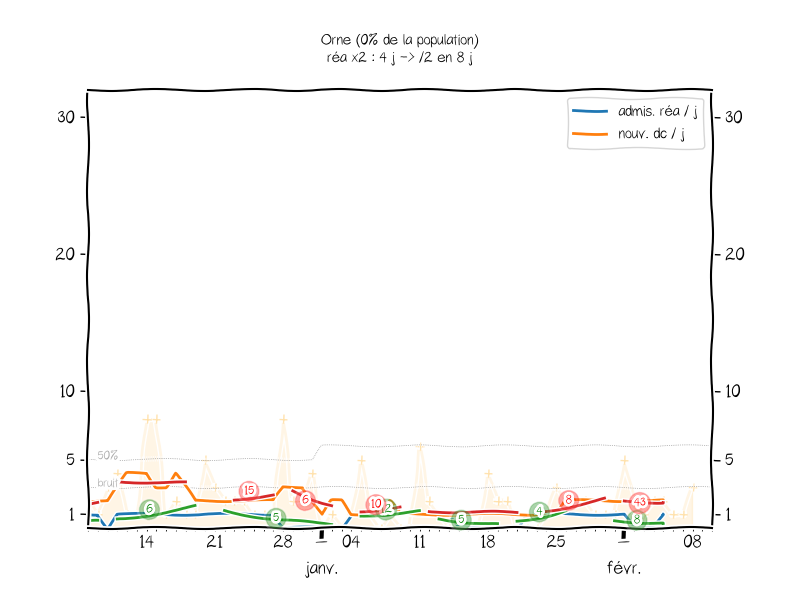 Orne (0% de la population)
réa x2 : 4 j -> /2 en 8 j
admis. réa / j
nouv. dc / j
30 30
20 20
10 10
5 5
1 1
50%
bruit
6 15 5 6 10 2 5 4 8 43 8
14 21 28 04 11 18 25 08
janv. févr.